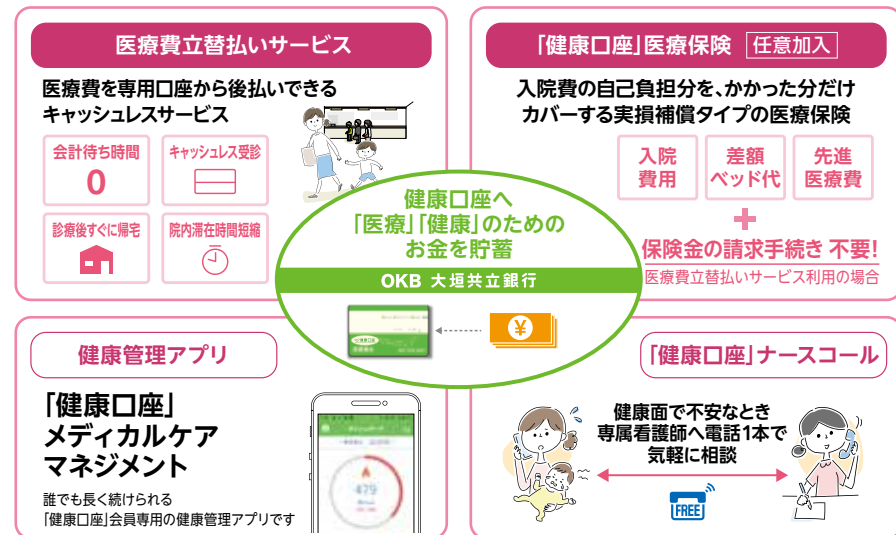 医療費立替払いサービス
医療費を専用口座から後払いできる
キャッシュレスサービス
会計待ち時間
0
キャッシュレス受診
診療後すぐに帰宅
院内滞在時間短縮
「健康口座」医療保険 任意加入
入院費の自己負担分を、かかった分だけ
カバーする実損補償タイプの医療保険
入院
費用
差額
ベッド代
先進
医療費
+
保険金の請求手続き 不要!
医療費立替払いサービス利用の場合
健康口座へ
「医療」「健康」のための
お金を貯蓄
OKB 大垣共立銀行
¥
健康管理アプリ
「健康口座」
メディカルケア
マネジメント
誰でも長く続けられる
「健康口座」会員専用の健康管理アプリです
479
「健康口座」ナースコール
健康面で不安なとき
専属看護師へ電話1本で
気軽に相談
FREE